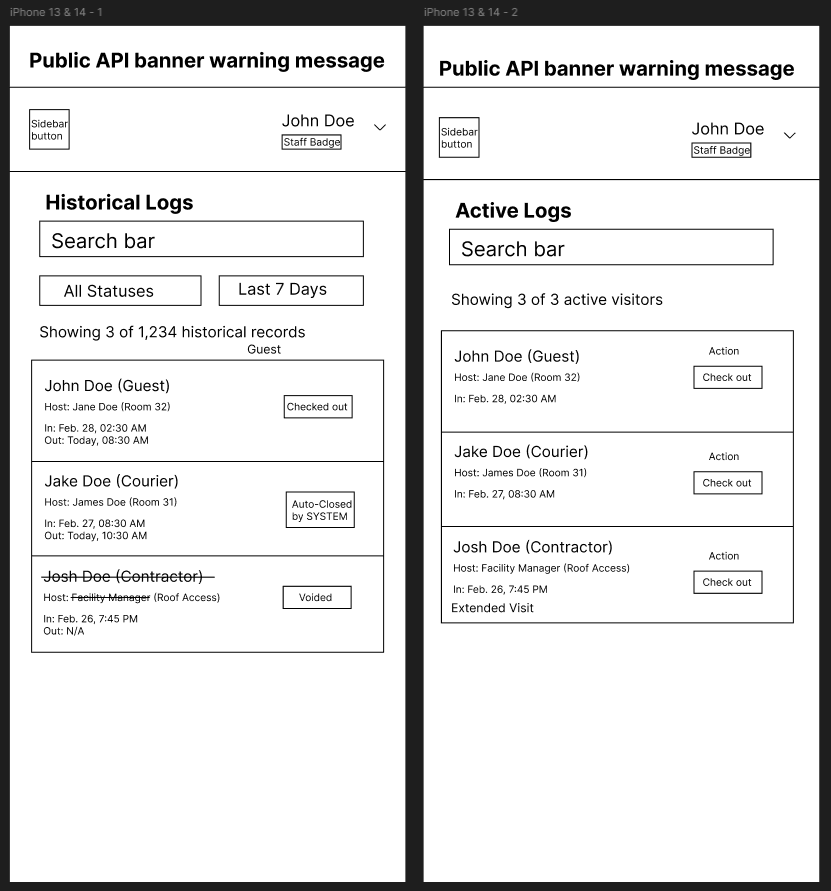 iPhone 13 & 14 - 1
Public API banner warning message
Sidebar
button
John Doe
Staff Badge
Historical Logs
Search bar
All Statuses
Last 7 Days
Showing 3 of 1,234 historical records
Guest
John Doe (Guest)
Host: Jane Doe (Room 32)
In: Feb. 28, 02:30 AM
Out: Today, 08:30 AM
Checked out
Jake Doe (Courier)
Host: James Doe (Room 31)
In: Feb. 27, 08:30 AM
Out: Today, 10:30 AM
Auto-Closed
by SYSTEM
Josh Doe (Contractor)
Host: Facility Manager (Roof Access)
In: Feb. 26, 7:45 PM
Out: N/A
Voided
iPhone 13 & 14 - 2
Public API banner warning message
Sidebar
button
John Doe
Staff Badge
Active Logs
Search bar
Showing 3 of 3 active visitors
John Doe (Guest)
Host: Jane Doe (Room 32)
In: Feb. 28, 02:30 AM
Action
Check out
Jake Doe (Courier)
Host: James Doe (Room 31)
In: Feb. 27, 08:30 AM
Action
Check out
Josh Doe (Contractor)
Host: Facility Manager (Roof Access)
In: Feb. 26, 7:45 PM
Extended Visit
Action
Check out